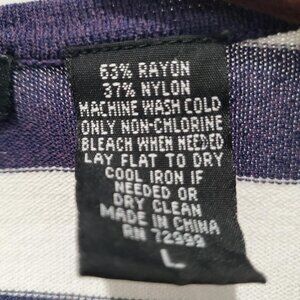 63% RAYON
37% NYLON
MACHINE WASH COLD
ONLY NON-CHLORINE
BLEACH WHEN NEEDED
LAY FLAT TO DRY
COOL IRON IF
NEEDED OR
DRY CLEAN
MADE IN CHINA
RN 72999
L